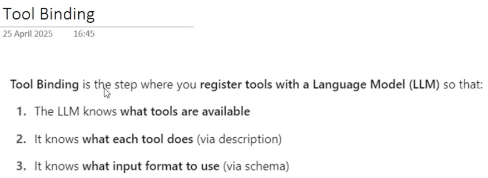 Tool Binding
25 April 2025 16:45
Tool Binding is the step where you register tools with a Language Model (LLM) so that:
1. The LLM knows what tools are available
2. It knows what each tool does (via description)
3. It knows what input format to use (via schema)